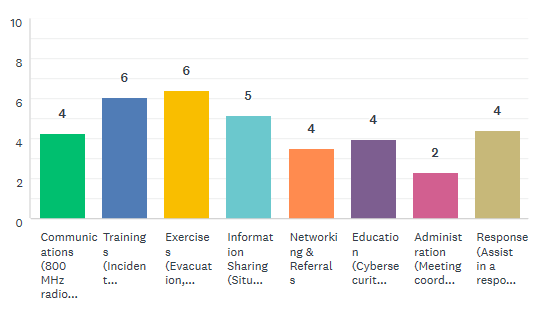 10
8
6
4
2
0
4
6
6
5
4
4
2
4
Communic
ations
(800
MHz
radio...
Training
s
(Inciden
t...
Exercise
s
(Evacuat
ion,...
Informat
ion
Sharing
(Situ...
Networki
ng &
Referral
s
Educatio
n
(Cyberse
curit...
Administ
ration
(Meeting
coord...
Response
(Assist
in a
respo...